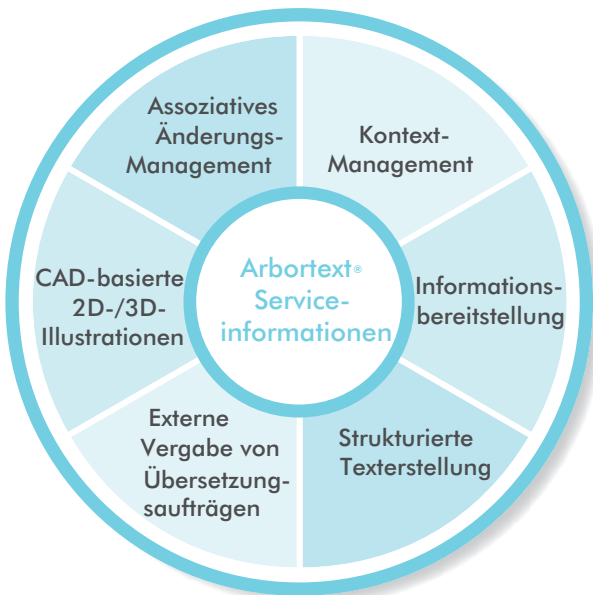 Assoziatives
Änderungs-
Management
Kontext-
Management
CAD-basierte
2D-/3D-
Illustrationen
Arbortext®
Service-
informationen
Informations-
bereitstellung
Externe
Vergabe von
Übersetzung-
saufträgen
Strukturierte
Texterstellung